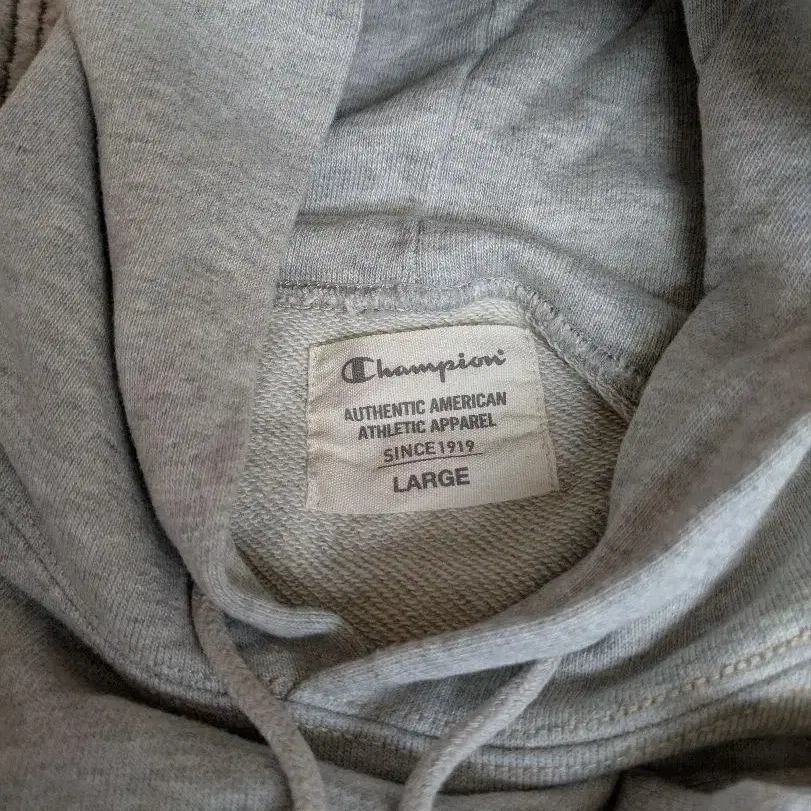 Champion
AUTHENTIC AMERICAN
ATHLETIC APPAREL
SINCE 1919
LARGE